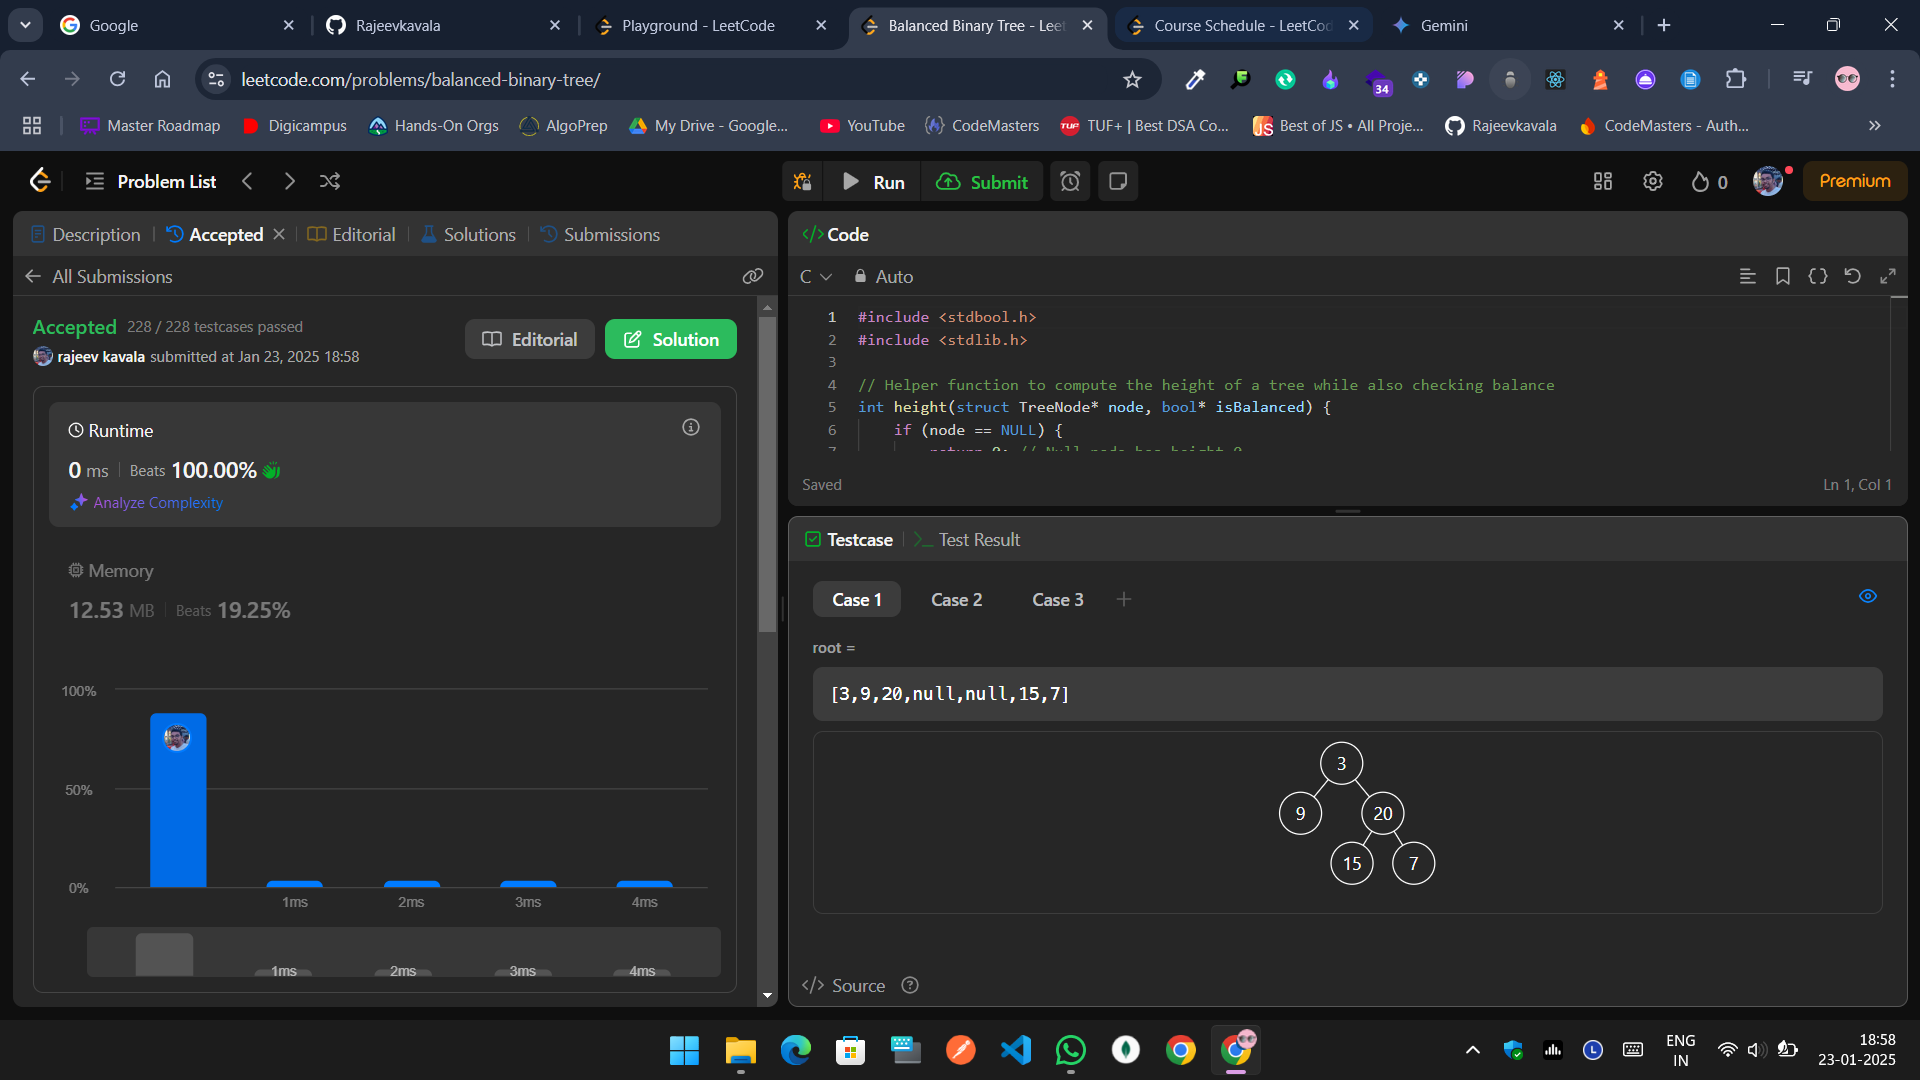 Google
Rajeevkavala
Playground - LeetCode
Balanced Binary Tree - Leet
Course Schedule - LeetCod
Gemini
leetcode.com/problems/balanced-binary-tree/
34
Master Roadmap
Digicampus
Hands-On Orgs
AlgoPrep
My Drive - Google...
YouTube
CodeMasters
TUF+ | Best DSA Co...
Best of JS • All Proje...
Rajeevkavala
CodeMasters - Auth...
Problem List
Run
Submit
0
Premium
Description
Accepted
Editorial
Solutions
Submissions
All Submissions
Accepted 228 / 228 testcases passed
rajeev kavala submitted at Jan 23, 2025 18:58
Editorial
Solution
Runtime
0 ms
Beats 100.00%
Analyze Complexity
Memory
12.53 MB
Beats 19.25%
100%
50%
0%
1ms
2ms
3ms
4ms
1ms
2ms
3ms
4ms
Code
C
Auto
1 #include <stdbool.h>
2 #include <stdlib.h>
3
4 // Helper function to compute the height of a tree while also checking balance
5 int height(struct TreeNode* node, bool* isBalanced) {
6 if (node == NULL) {
Saved
Ln 1, Col 1
Testcase
Test Result
Case 1
Case 2
Case 3
root =
[3,9,20,null,null,15,7]
3
9
20
15
7
Source
ENG
IN
18:58
23-01-2025